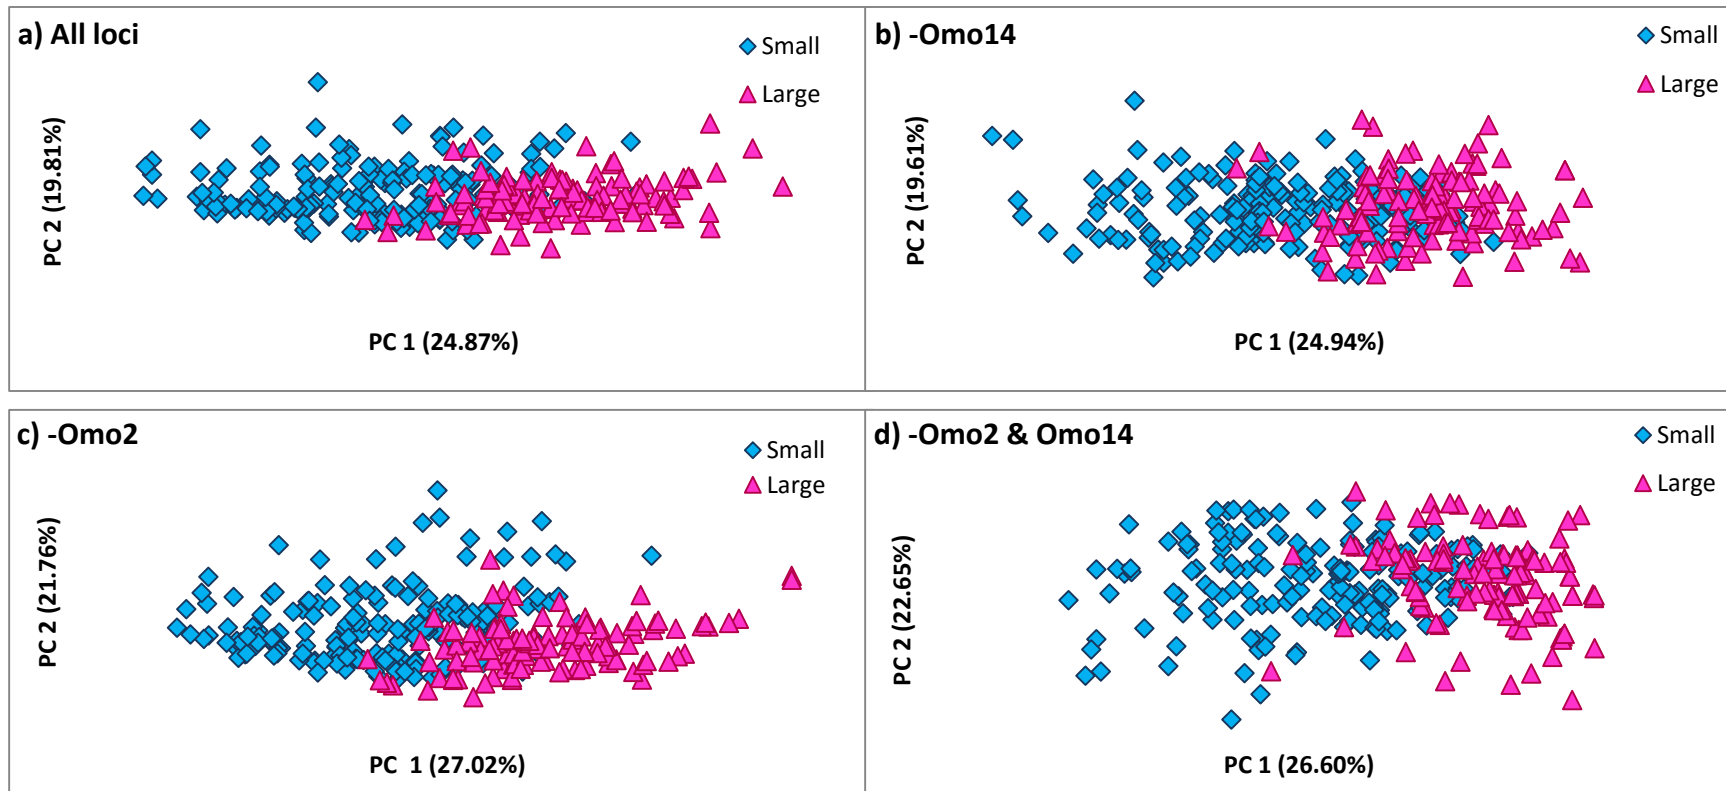 a) All loci
Small
Large
PC 2 (19.81%)
PC 1 (24.87%)
b) -Omo14
Small
Large
PC 2 (19.61%)
PC 1 (24.94%)
c) -Omo2
Small
Large
PC 2 (21.76%)
PC 1 (27.02%)
d) -Omo2 & Omo14
Small
Large
PC 2 (22.65%)
PC 1 (26.60%)